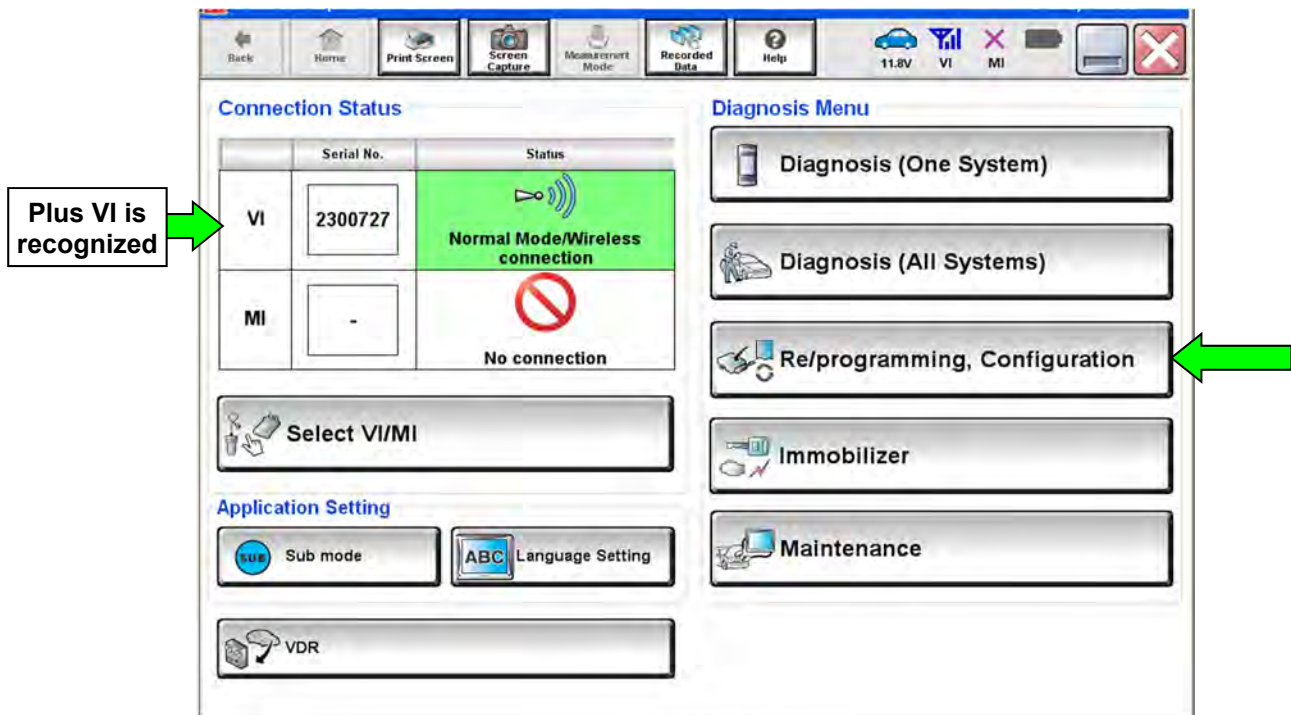 Back
Home
Print Screen
Screen
Capture
Measurement
Mode
Recorded
Data
Help
11.8V
VI
MI
Connection Status
Serial No.
Status
VI
2300727
Normal Mode/Wireless
connection
MI
-
No connection
Select VI/MI
Application Setting
SUB
Sub mode
ABC
Language Setting
VDR
Diagnosis Menu
Diagnosis (One System)
Diagnosis (All Systems)
Re/programming, Configuration
Immobilizer
Maintenance
Plus VI is
recognized